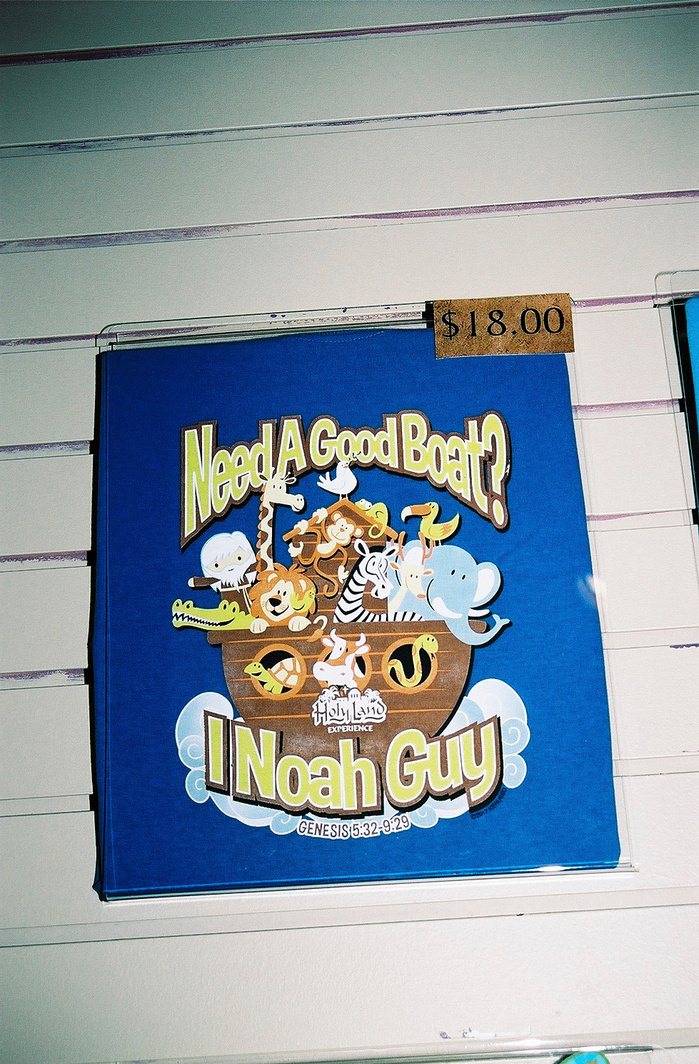 $18.00
Need A Good Boat?
Holy Land
EXPERIENCE
I Noah Guy
GENESIS 5:32-9:29